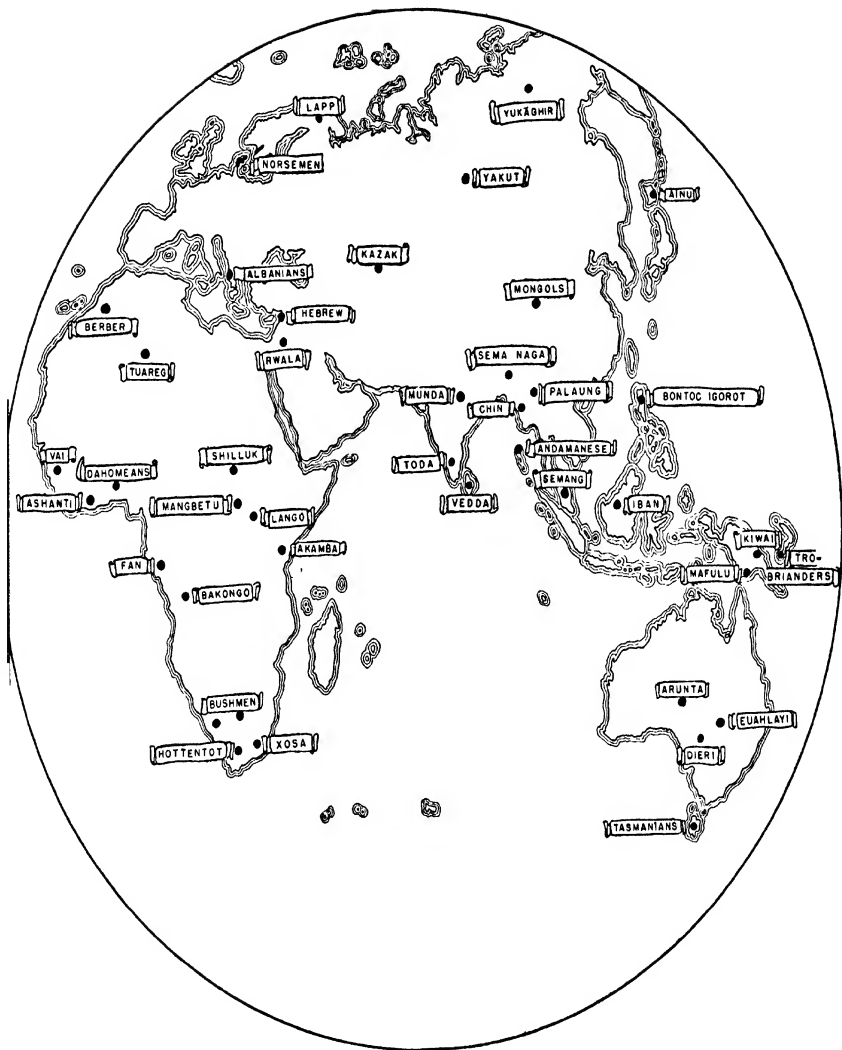 LAPP
YUKAGHIR
NORSEMEN
YAKUT
AINU
KAZAK
ALBANIANS
MONGOLS
HEBREW
BERBER
RWALA
SEMA NAGA
TUAREG
MUNDA
PALAUNG
BONTOC IGOROT
CHIN
ANDAMANESE
VAI
SHILLUK
TODA
DAHOMEANS
SEMANG
ASHANTI
MANGBETU
VEDDA
IBAN
LANGO
KIWAI
AKAMBA
TRO-
BRIANDERS
FAN
MAFULU
BAKONGO
ARUNTA
BUSHMEN
EUAHLAYI
HOTTENTOT
XOSA
DIERI
TASMANIANS